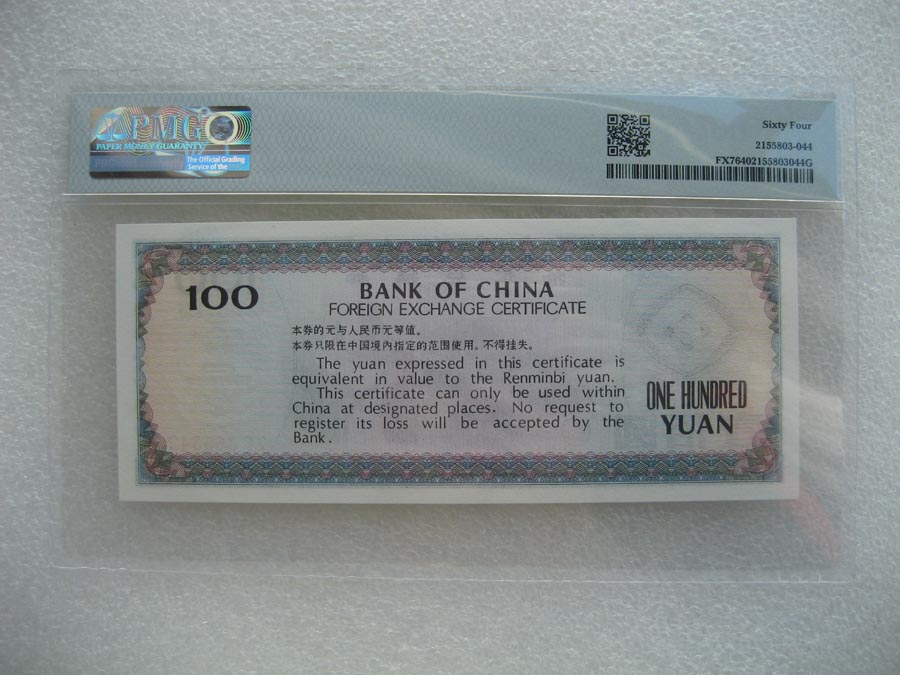 PMG
PAPER MONEY GUARANTY
The Official Grading
Service of the
Sixty Four
2155803-044
FX76402155803044G
100
BANK OF CHINA
FOREIGN EXCHANGE CERTIFICATE
本券的元与人民币元等值。
本券只限在中国境内指定的范围使用。不得挂失。
The yuan expressed in this certificate is
equivalent in value to the Renminbi yuan.
This certificate can only be used within
China at designated places. No request to
register its loss will be accepted by the
Bank.
ONE HUNDRED
YUAN